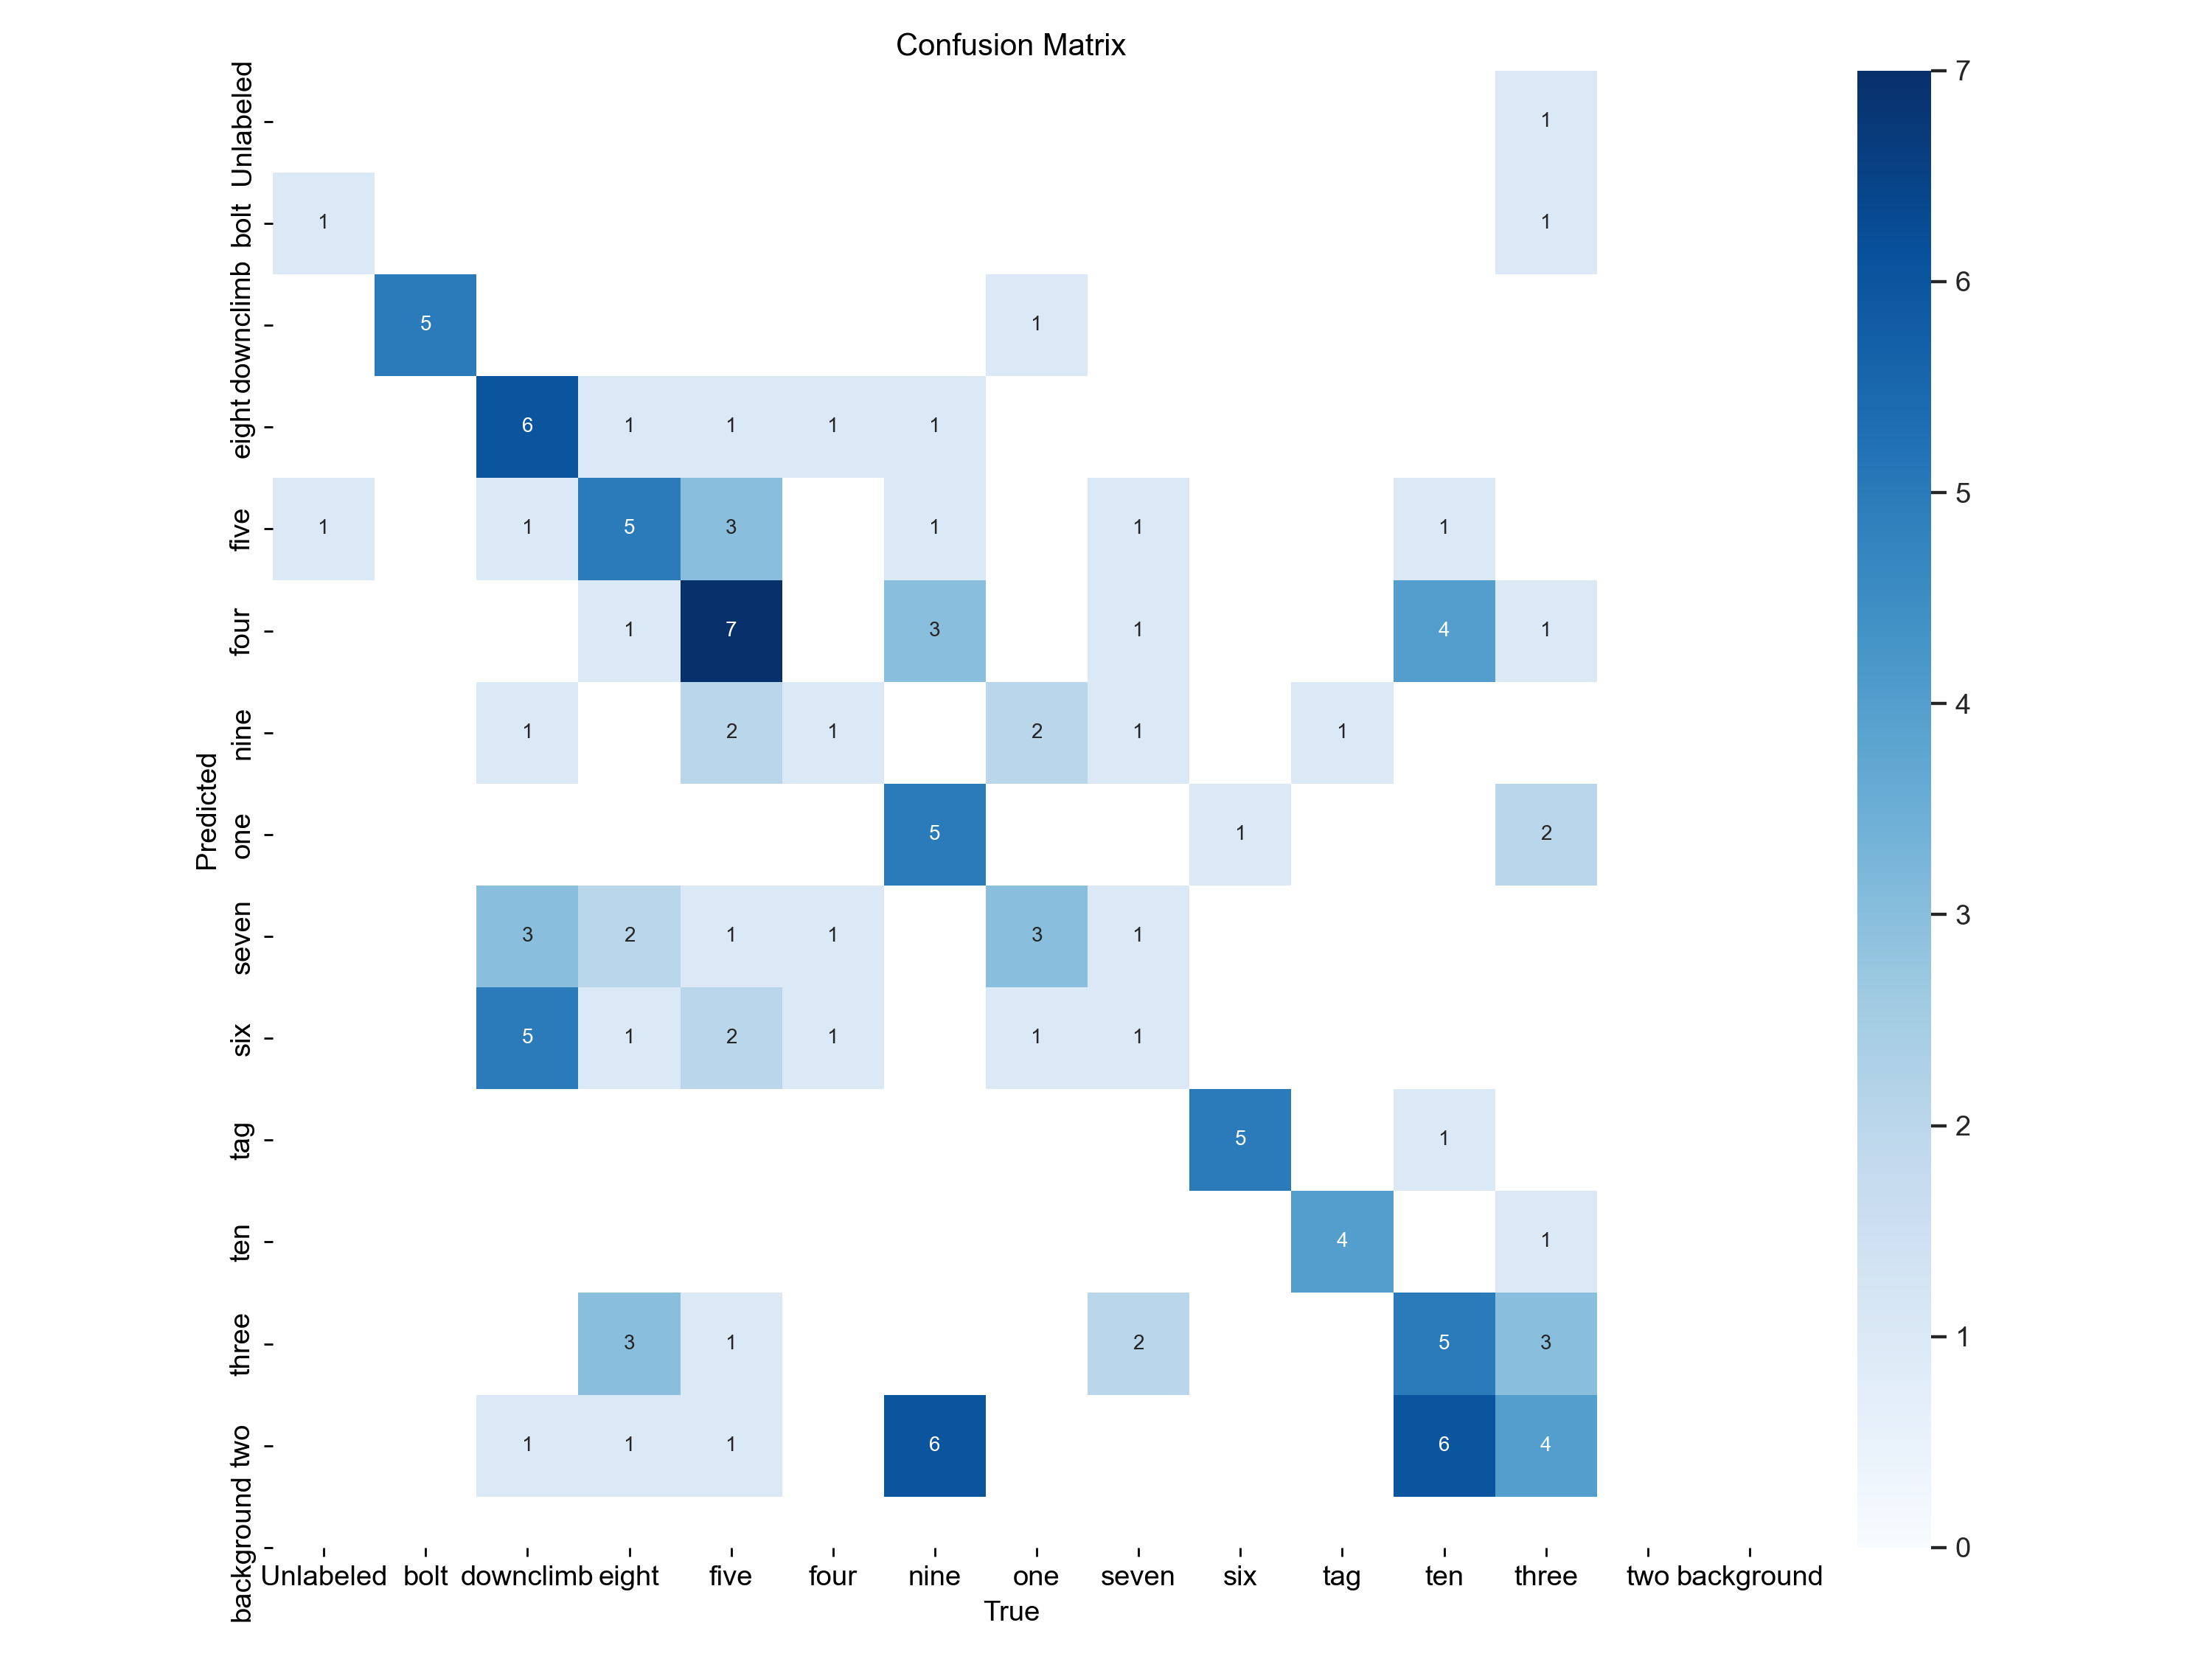 Confusion Matrix
Predicted
Unlabeled
bolt
downclimb
eight
five
four
nine
one
seven
six
tag
ten
three
two
background
1
1 1
5 1
6 1 1 1 1
1 1 5 3 1 1 1
1 7 3 1 4 1
1 2 1 2 1 1
5 1 2
3 2 1 1 3 1
5 1 2 1 1 1
5 1
4 1
3 1 2 5 3
1 1 1 6 6 4
Unlabeled bolt downclimb eight five four nine one seven six tag ten three two background
True
7
6
5
4
3
2
1
0